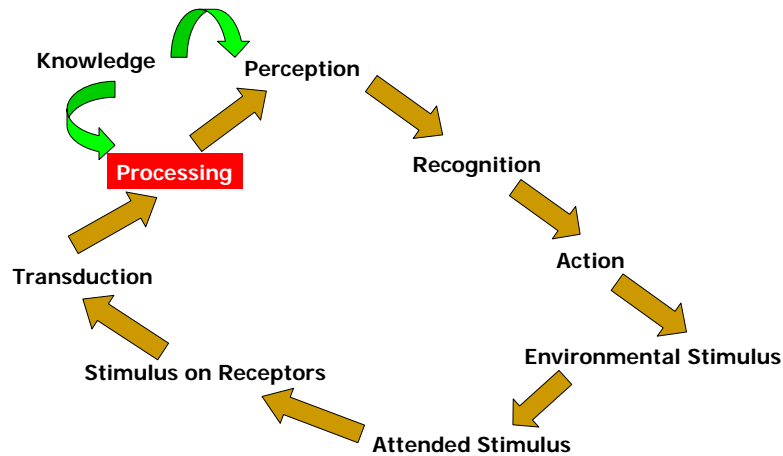 Knowledge
Perception
Processing
Recognition
Transduction
Action
Stimulus on Receptors
Environmental Stimulus
Attended Stimulus